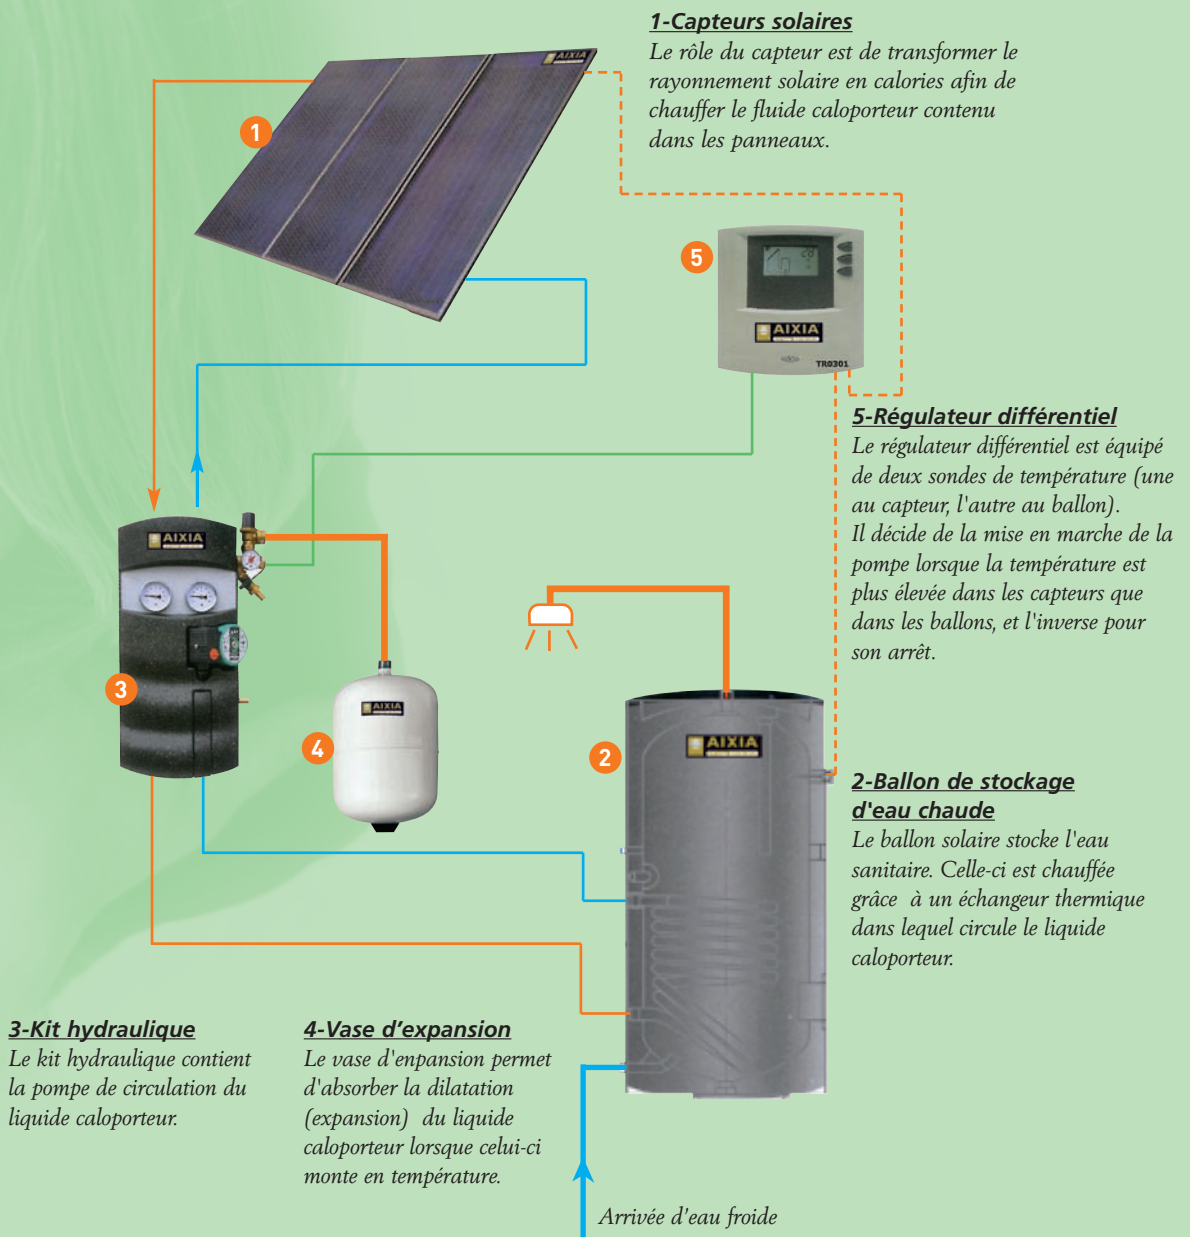 1-Capteurs solaires
Le rôle du capteur est de transformer le
rayonnement solaire en calories afin de
chauffer le fluide caloporteur contenu
dans les panneaux.
AIXIA
1
5
AIXIA
TR0301
5-Régulateur différentiel
Le régulateur différentiel est équipé
de deux sondes de température (une
au capteur, l'autre au ballon).
Il décide de la mise en marche de la
pompe lorsque la température est
plus élevée dans les capteurs que
dans les ballons, et l'inverse pour
son arrêt.
AIXIA
3
AIXIA
4
AIXIA
2
2-Ballon de stockage
d'eau chaude
Le ballon solaire stocke l'eau
sanitaire. Celle-ci est chauffée
grâce à un échangeur thermique
dans lequel circule le liquide
caloporteur.
3-Kit hydraulique
Le kit hydraulique contient
la pompe de circulation du
liquide caloporteur.
4-Vase d'expansion
Le vase d'enpansion permet
d'absorber la dilatation
(expansion) du liquide
caloporteur lorsque celui-ci
monte en température.
Arrivée d'eau froide